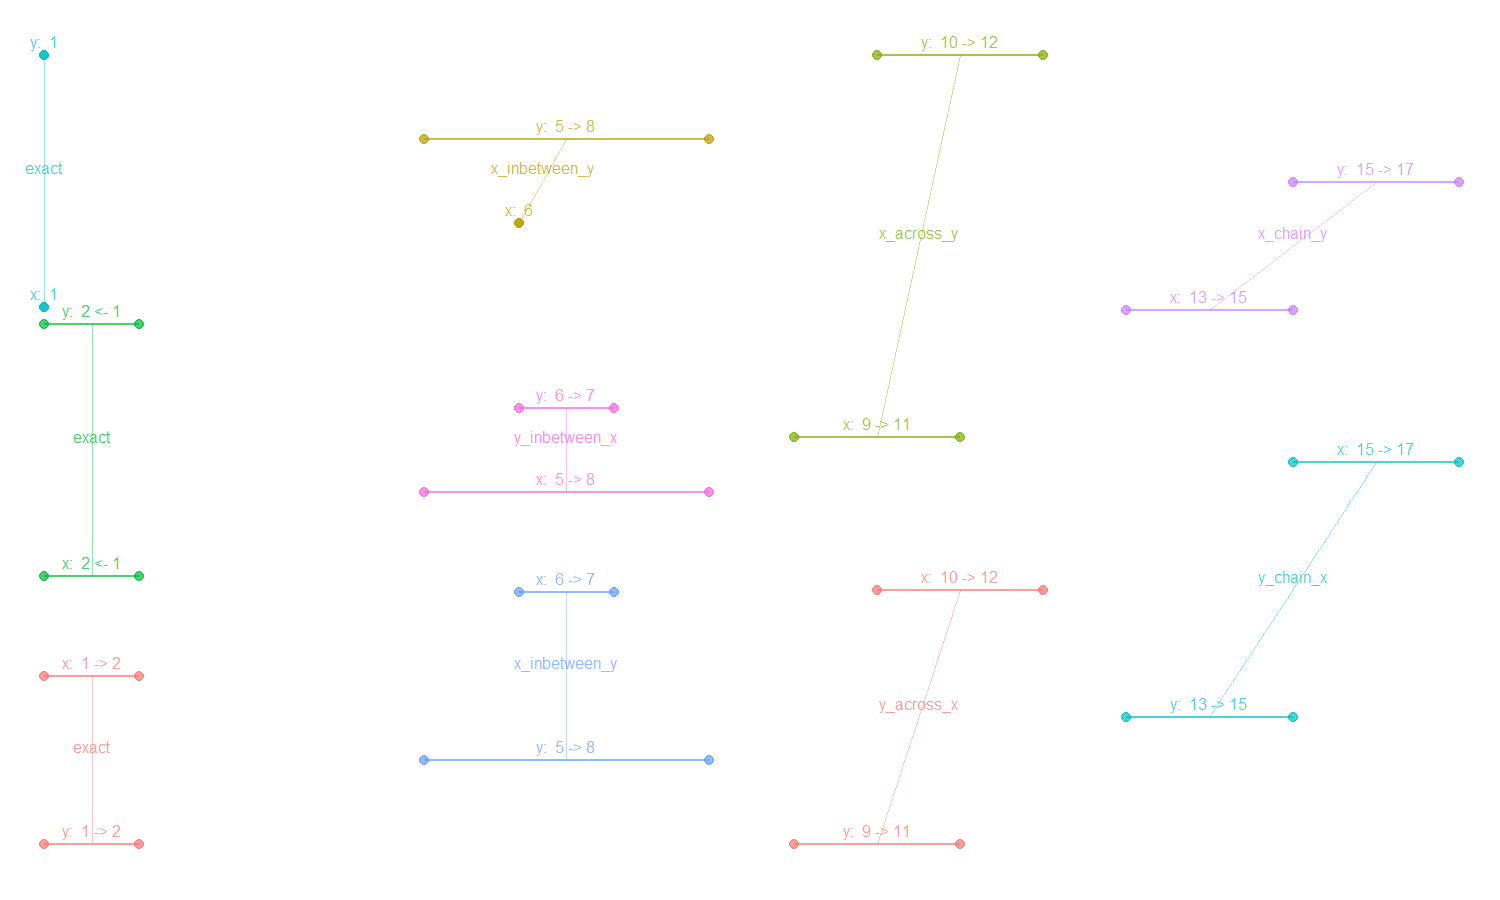 y:  1
exact
x:  1
y:  2 <- 1
exact
x:  2 <- 1
x:  1 -> 2
exact
y:  1 -> 2
y:  5 -> 8
x_inbetween_y
x:  6
y:  6 -> 7
y_inbetween_x
x:  5 -> 8
x:  6 -> 7
x_inbetween_y
y:  5 -> 8
y:  10 -> 12
x_across_y
x:  9 -> 11
x:  10 -> 12
y_across_x
y:  9 -> 11
y:  15 -> 17
x_chain_y
x:  13 -> 15
x:  15 -> 17
y_chain_x
y:  13 -> 15